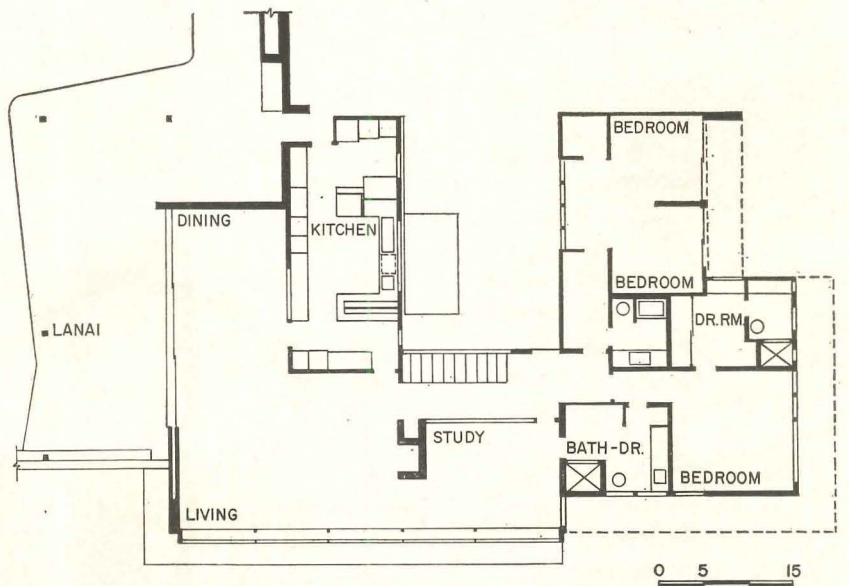 BEDROOM
DINING
KITCHEN
BEDROOM
LANAI
DR. RM.
STUDY
BATH-DR.
BEDROOM
LIVING
0 5 15